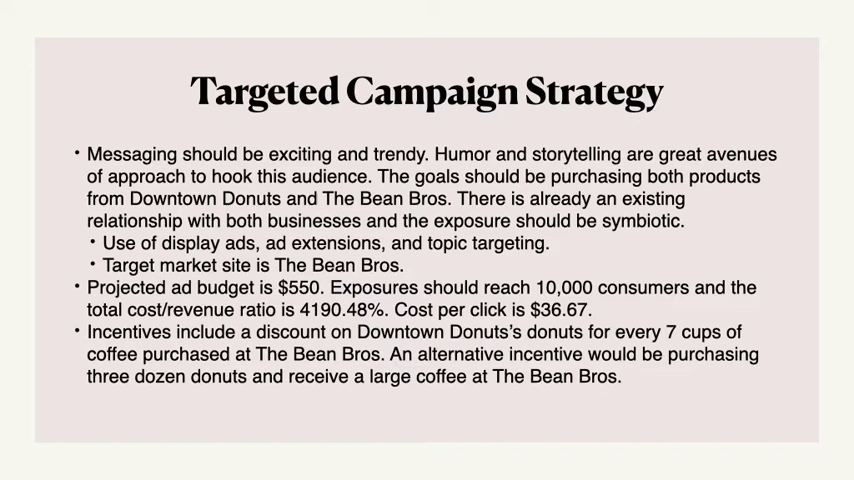 Targeted Campaign Strategy
• Messaging should be exciting and trendy. Humor and storytelling are great avenues
of approach to hook this audience. The goals should be purchasing both products
from Downtown Donuts and The Bean Bros. There is already an existing
relationship with both businesses and the exposure should be symbiotic.
• Use of display ads, ad extensions, and topic targeting.
• Target market site is The Bean Bros.
• Projected ad budget is $550. Exposures should reach 10,000 consumers and the
total cost/revenue ratio is 4190.48%. Cost per click is $36.67.
• Incentives include a discount on Downtown Donuts’s donuts for every 7 cups of
coffee purchased at The Bean Bros. An alternative incentive would be purchasing
three dozen donuts and receive a large coffee at The Bean Bros.